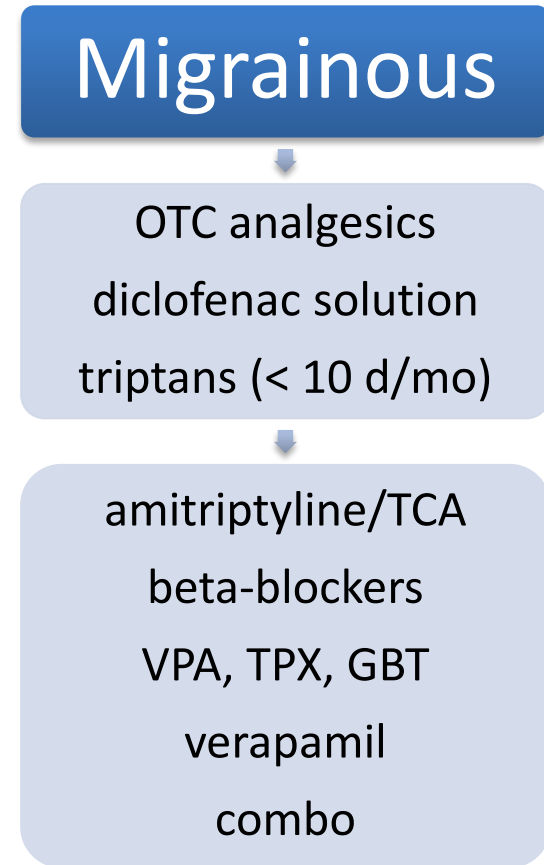 Migrainous
OTC analgesics
diclofenac solution
triptans (< 10 d/mo)
amitriptyline/TCA
beta-blockers
VPA, TPX, GBT
verapamil
combo